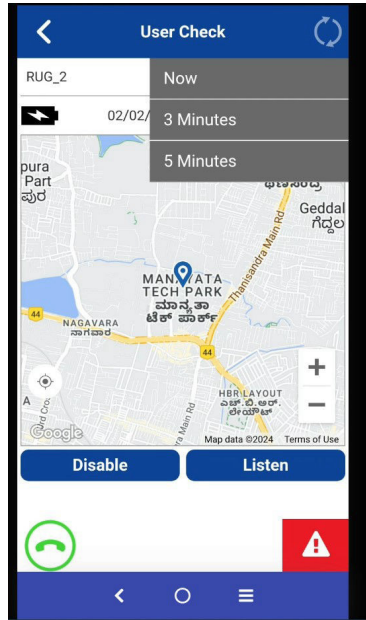 User Check
RUG_2
Now
02/02/
3 Minutes
5 Minutes
pura
Part
ಪುರ
Geddal
ಗೆದ್ದಲ
Thanisandra Main Rd
MANYATA
TECH PARK
ಮಾನ್ಯತಾ
ಟೆಕ್ ಪಾರ್ಕ್
44
NAGAVARA
ನಾಗವಾರ
44
HBR LAYOUT
ಎಚ್.ಬಿ.ಆರ್.
ಲೇಯೌಟ್
A
Google
Map data ©2024
Terms of Use
Disable
Listen